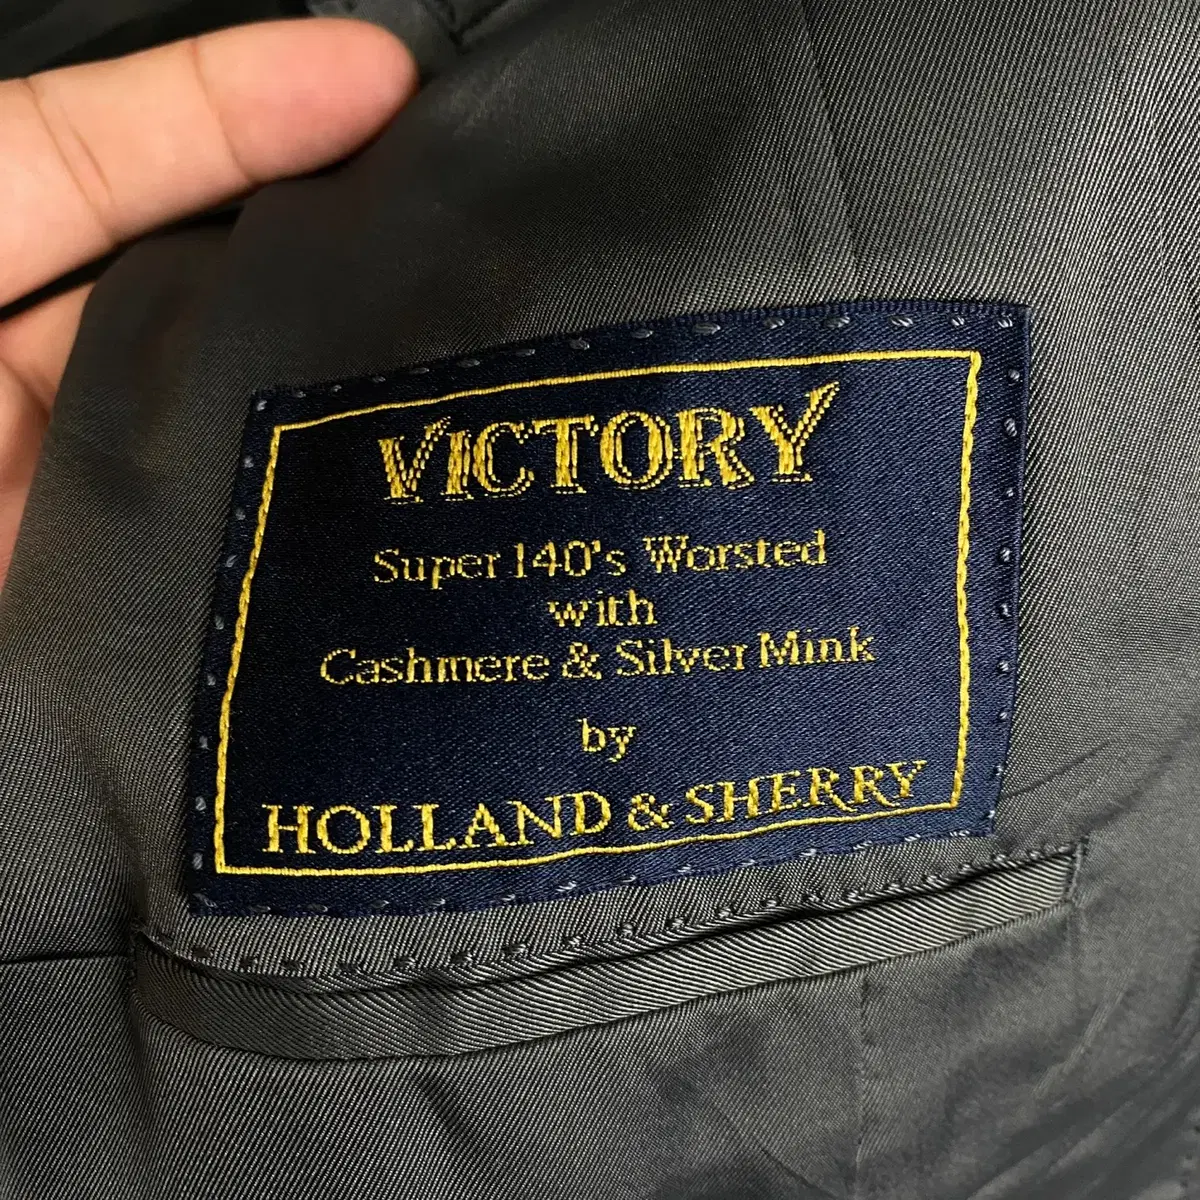 VICTORY
Super 140's Worsted
with
Cashmere & Silver Mink
by
HOLLAND & SHERRY